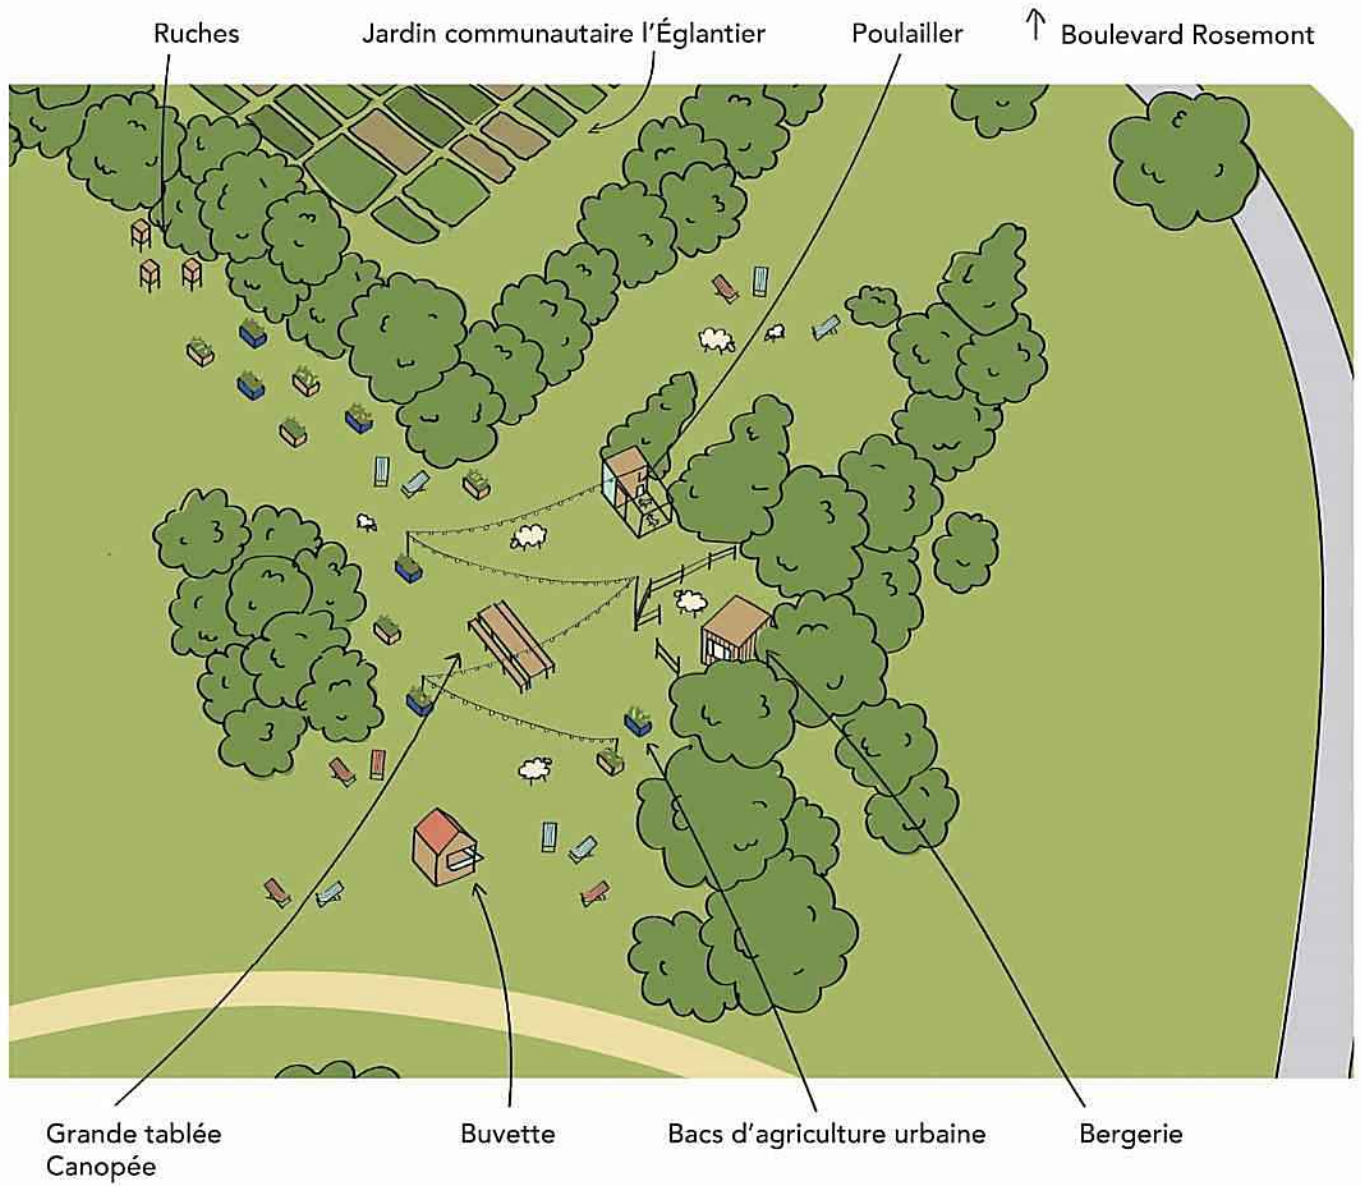 Ruches
Jardin communautaire l'Églantier
Poulailler
↑ Boulevard Rosemont
Grande tablée
Canopée
Buvette
Bacs d'agriculture urbaine
Bergerie